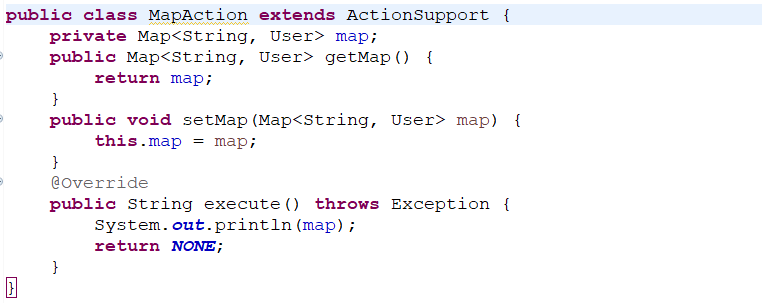 public class MapAction extends ActionSupport {
    private Map<String, User> map;
    public Map<String, User> getMap() {
        return map;
    }
    public void setMap(Map<String, User> map) {
        this.map = map;
    }
    @Override
    public String execute() throws Exception {
        System.out.println(map);
        return NONE;
    }
}